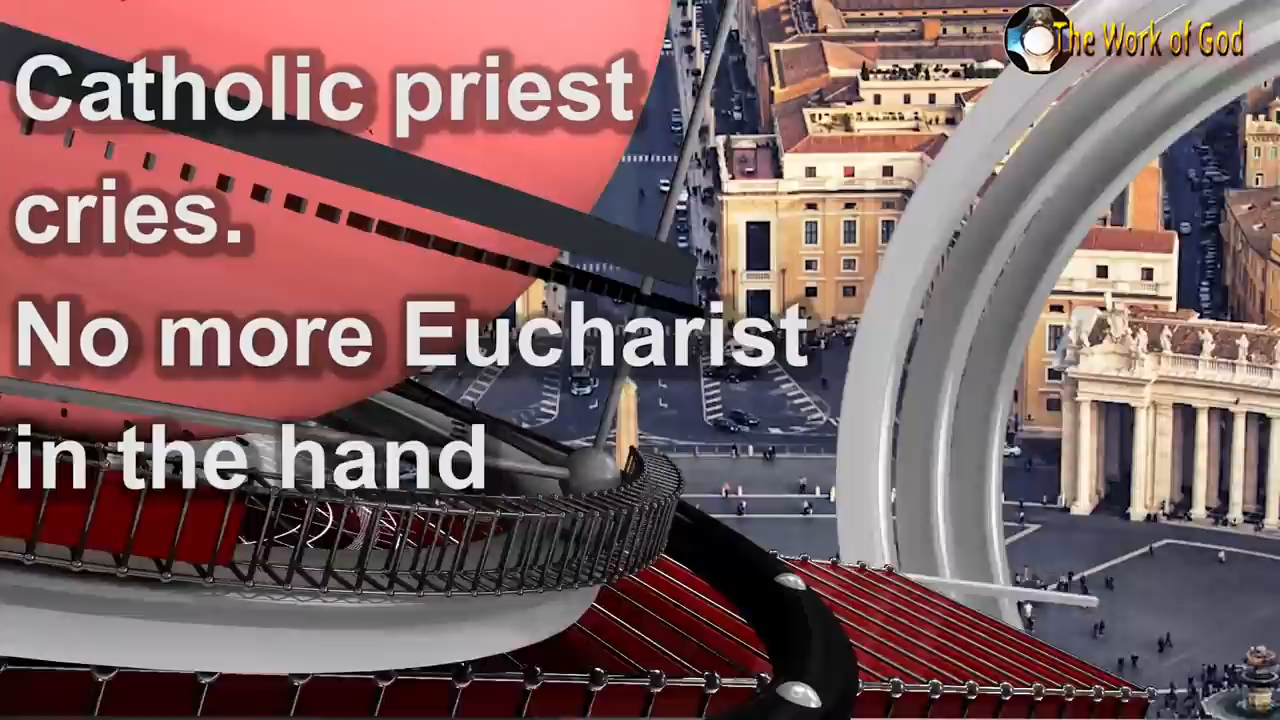 The Work of God
Catholic priest
cries.
No more Eucharist
in the hand